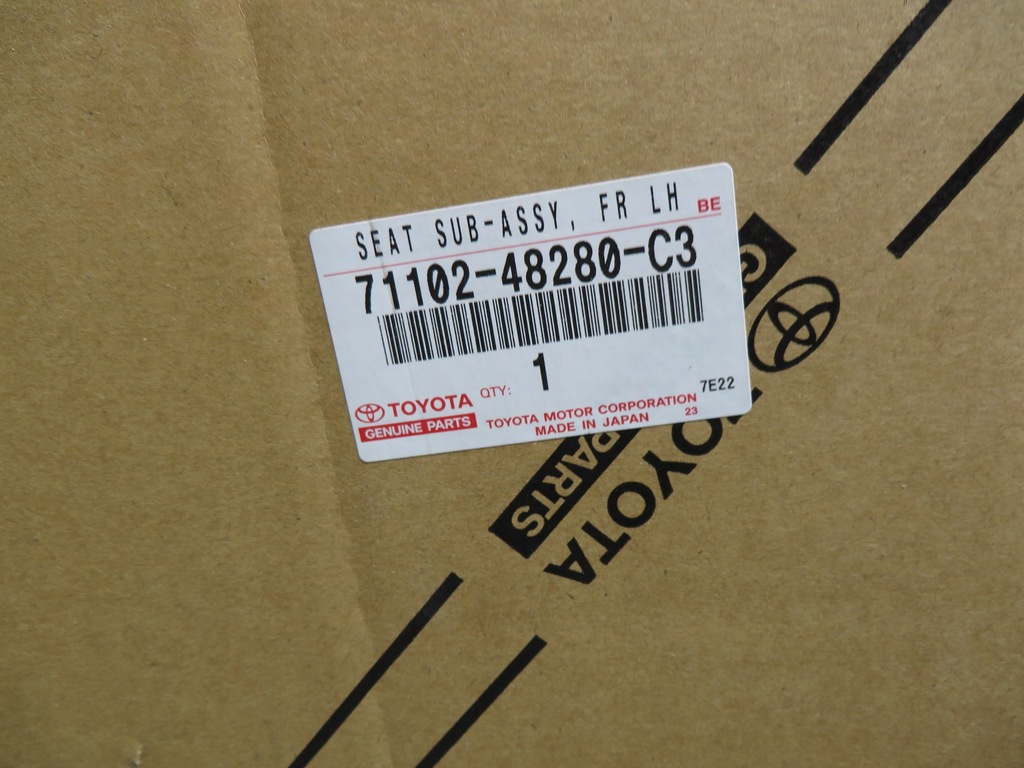 SEAT SUB-ASSY, FR LH
BE
71102-48280-C3
1
QTY:
7E22
TOYOTA
GENUINE PARTS
TOYOTA MOTOR CORPORATION
MADE IN JAPAN 23
TOYOTA
PARTS